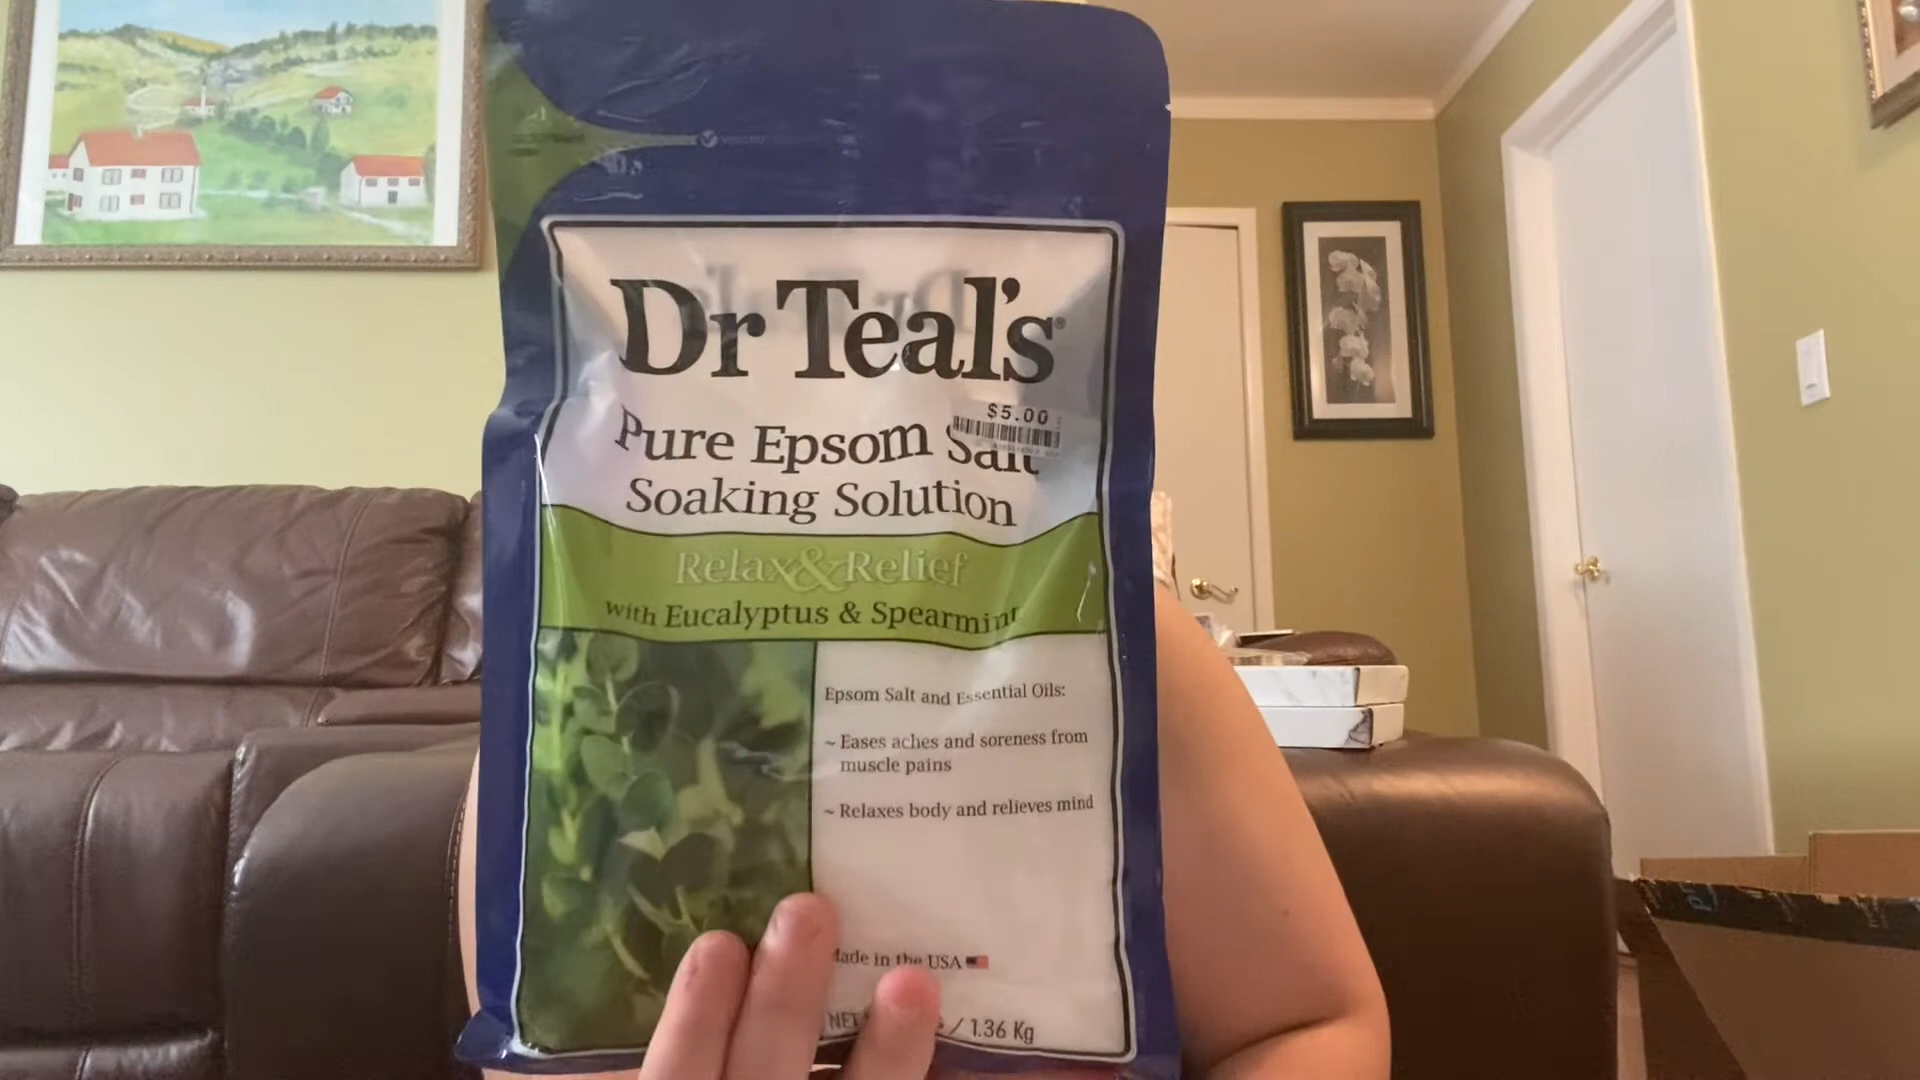 Dr Teal's®
$5.00
Pure Epsom Salt
Soaking Solution
Relax & Relief
with Eucalyptus & Spearmint
Epsom Salt and Essential Oils:
~ Eases aches and soreness from
muscle pains
~ Relaxes body and relieves mind
Made in the USA
NET / 1.36 Kg